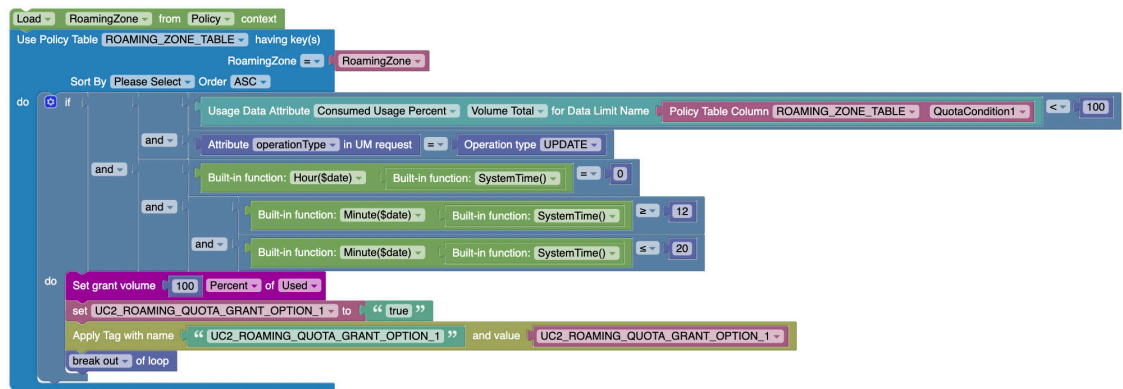 Load RoamingZone from Policy context
Use Policy Table ROAMING_ZONE_TABLE having key(s)
RoamingZone = RoamingZone
Sort By Please Select Order ASC
do if Usage Data Attribute Consumed Usage Percent Volume Total for Data Limit Name Policy Table Column ROAMING_ZONE_TABLE QuotaCondition1 < 100
and Attribute operationType in UM request = Operation type UPDATE
and Built-in function: Hour($date) Built-in function: SystemTime() = 0
and Built-in function: Minute($date) Built-in function: SystemTime() ≥ 12
and Built-in function: Minute($date) Built-in function: SystemTime() ≤ 20
do Set grant volume 100 Percent of Used
set UC2_ROAMING_QUOTA_GRANT_OPTION_1 to “ true ”
Apply Tag with name “ UC2_ROAMING_QUOTA_GRANT_OPTION_1 ” and value UC2_ROAMING_QUOTA_GRANT_OPTION_1
break out of loop